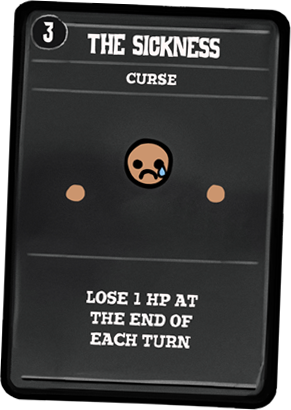 3
THE SICKNESS
CURSE
LOSE 1 HP AT
THE END OF
EACH TURN